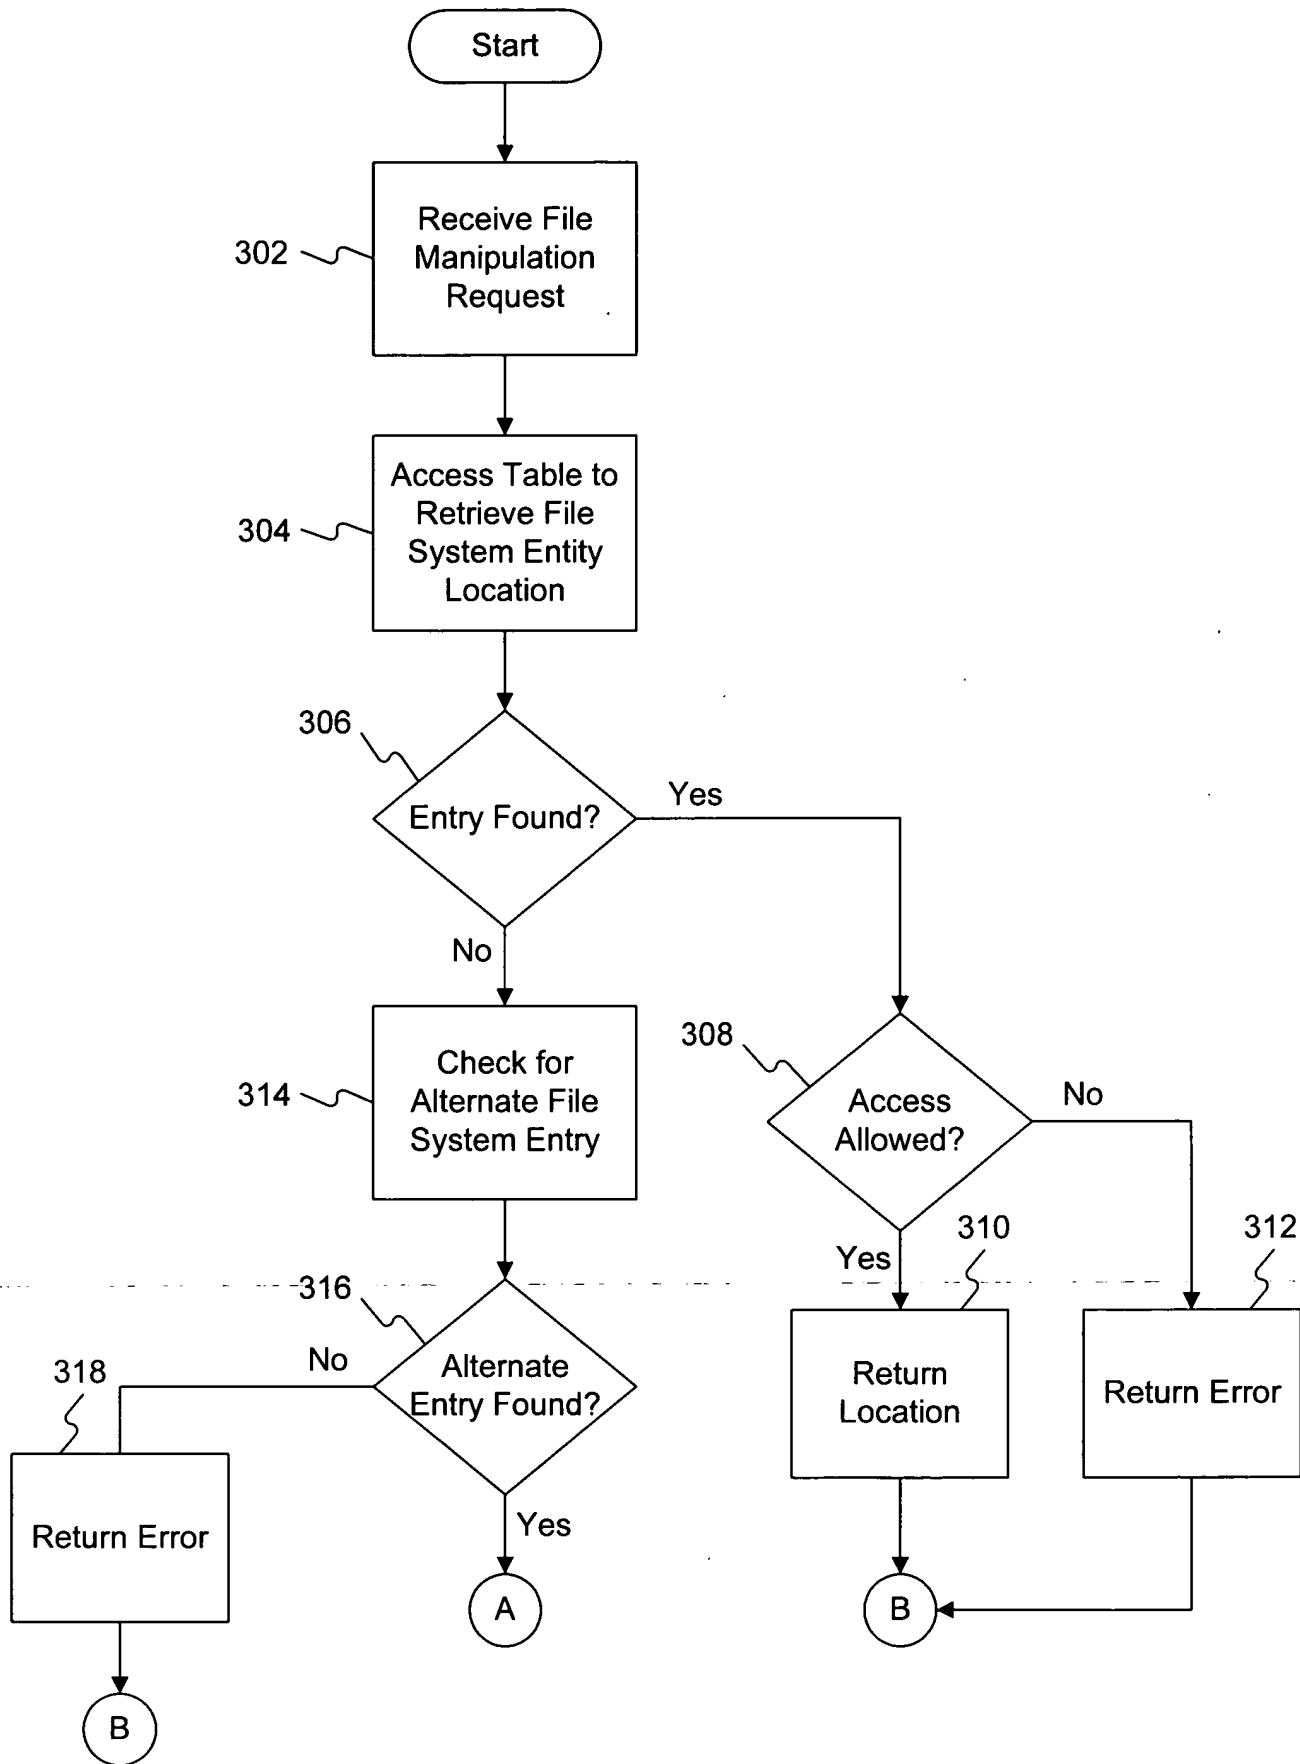 Start
302
Receive File
Manipulation
Request
304
Access Table to
Retrieve File
System Entity
Location
306
Entry Found?
Yes
No
314
Check for
Alternate File
System Entry
308
Access
Allowed?
No
Yes
310
312
316
Alternate
Entry Found?
No
318
Return
Location
Return Error
Return Error
Yes
A
B
B